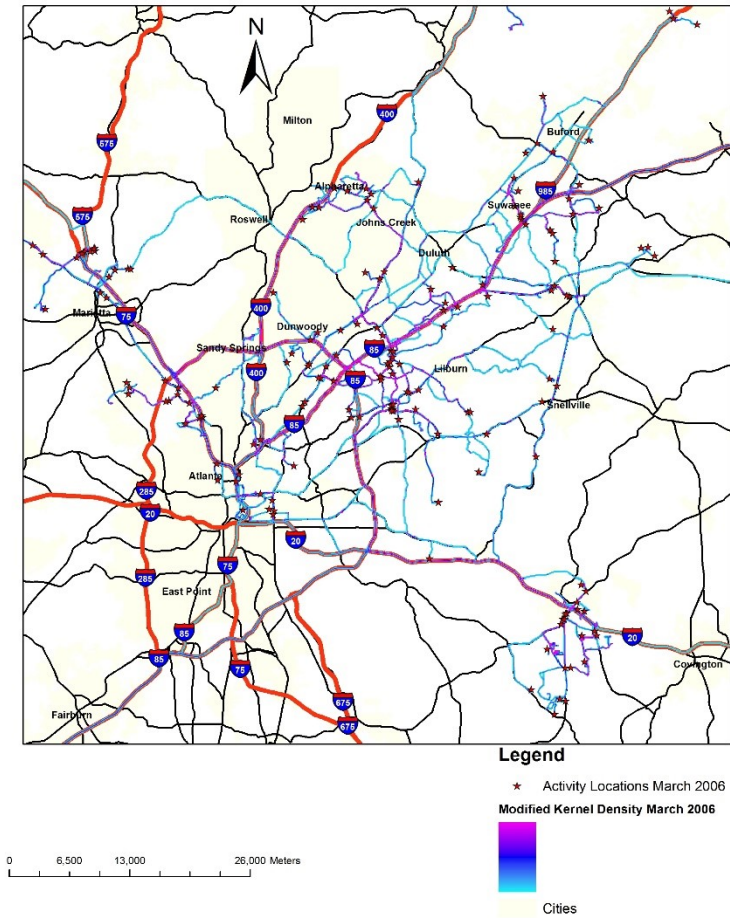 N
Milton
400
575
Buford
575
Alpharetta
985
Roswell
Johns Creek
Suwanee
Duluth
400
Marietta
75
Dunwoody
Sandy Springs
85
400
85
Lilburn
Snellville
85
Atlanta
285
20
20
75
285
East Point
85
20
85
75
Covington
675
Fairburn
675
Legend
Activity Locations March 2006
Modified Kernel Density March 2006
0 6,500 13,000 26,000 Meters
Cities